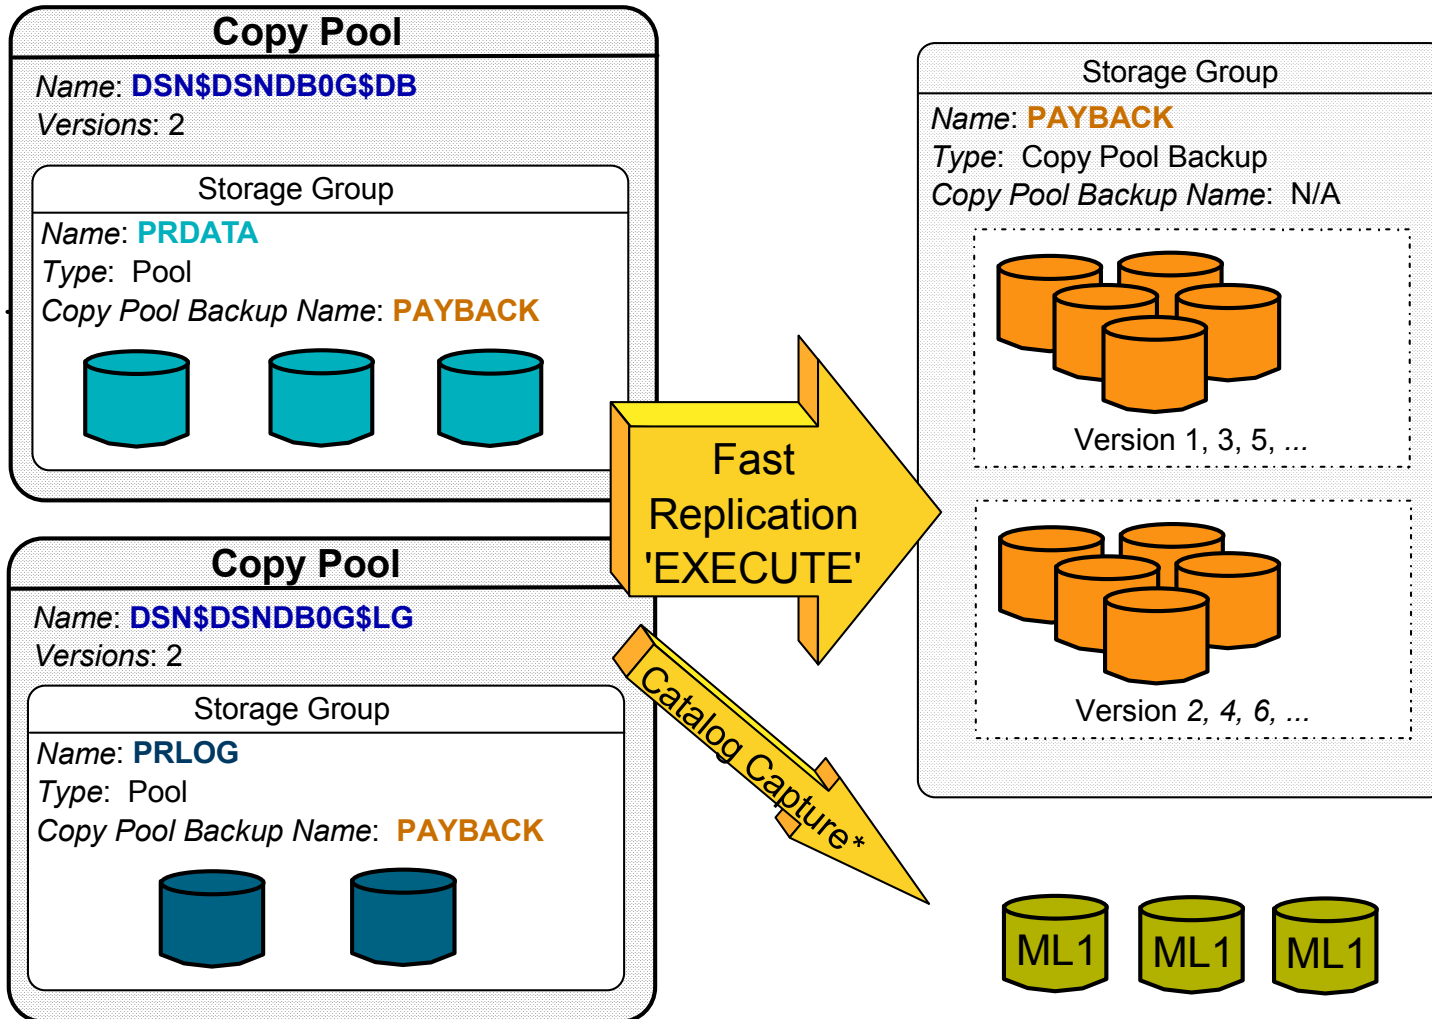 Copy Pool
Name: DSN$DSNDB0G$DB
Versions: 2
Storage Group
Name: PRDATA
Type: Pool
Copy Pool Backup Name: PAYBACK
Copy Pool
Name: DSN$DSNDB0G$LG
Versions: 2
Storage Group
Name: PRLOG
Type: Pool
Copy Pool Backup Name: PAYBACK
Fast
Replication
'EXECUTE'
Catalog Capture*
Storage Group
Name: PAYBACK
Type: Copy Pool Backup
Copy Pool Backup Name: N/A
Version 1, 3, 5, ...
Version 2, 4, 6, ...
ML1 ML1 ML1